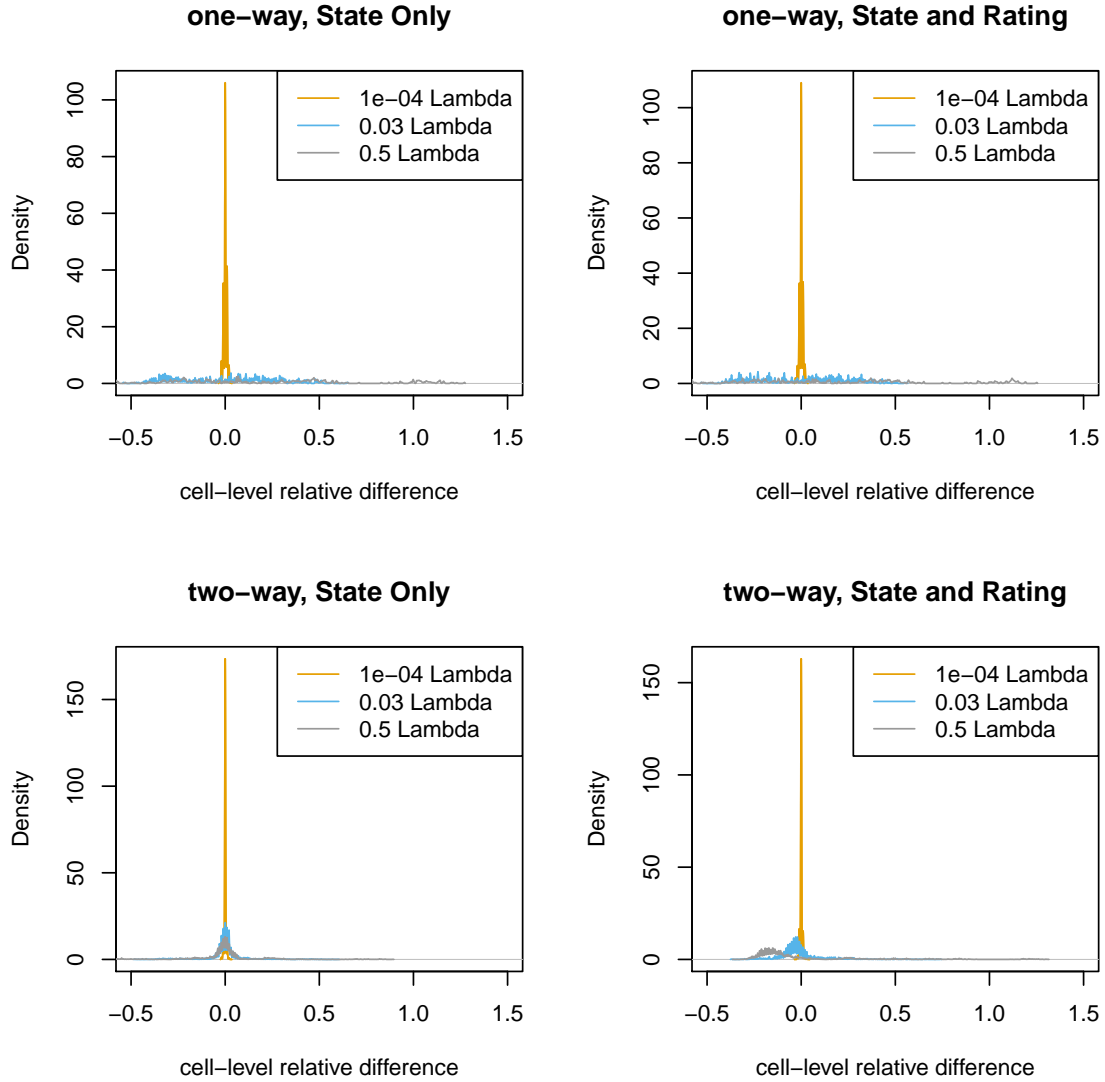 one−way, State Only
1e−04 Lambda
0.03 Lambda
0.5 Lambda
Density
0 20 40 60 80 100
−0.5 0.0 0.5 1.0 1.5
cell−level relative difference
one−way, State and Rating
1e−04 Lambda
0.03 Lambda
0.5 Lambda
Density
0 20 40 60 80 100
−0.5 0.0 0.5 1.0 1.5
cell−level relative difference
two−way, State Only
1e−04 Lambda
0.03 Lambda
0.5 Lambda
Density
0 50 100 150
−0.5 0.0 0.5 1.0 1.5
cell−level relative difference
two−way, State and Rating
1e−04 Lambda
0.03 Lambda
0.5 Lambda
Density
0 50 100 150
−0.5 0.0 0.5 1.0 1.5
cell−level relative difference